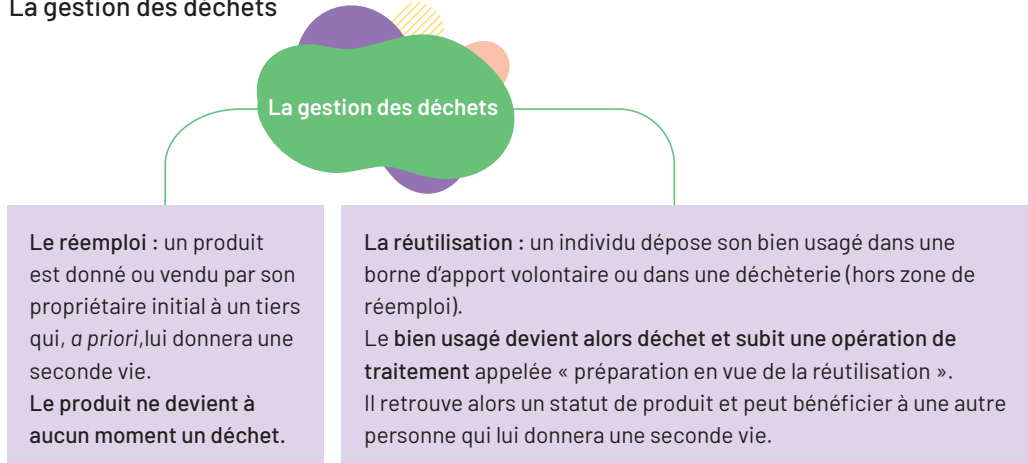 La gestion des déchets
La gestion des déchets
Le réemploi : un produit
est donné ou vendu par son
propriétaire initial à un tiers
qui, a priori,lui donnera une
seconde vie.
Le produit ne devient à
aucun moment un déchet.
La réutilisation : un individu dépose son bien usagé dans une
borne d’apport volontaire ou dans une déchèterie (hors zone de
réemploi).
Le bien usagé devient alors déchet et subit une opération de
traitement appelée « préparation en vue de la réutilisation ».
Il retrouve alors un statut de produit et peut bénéficier à une autre
personne qui lui donnera une seconde vie.